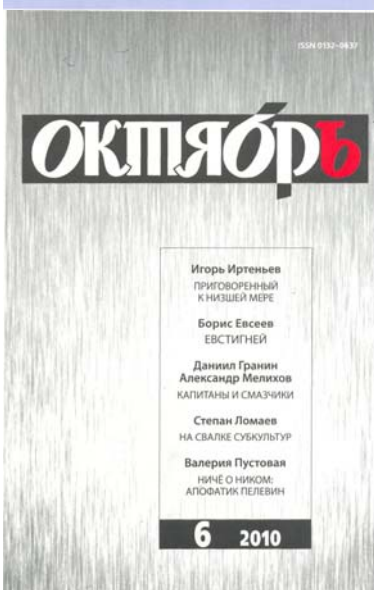 ISSN 0132-0637
октябрь
Игорь Иртеньев
ПРИГОВОРЕННЫЙ
К НИЗШЕЙ МЕРЕ
Борис Евсеев
ЕВСТИГНЕЙ
Даниил Гранин
Александр Мелихов
КАПИТАНЫ И СМАЗЧИКИ
Степан Ломаев
НА СВАЛКЕ СУБКУЛЬТУР
Валерия Пустовая
НИЧЁ О НИКОМ:
АПОФАТИК ПЕЛЕВИН
6 2010